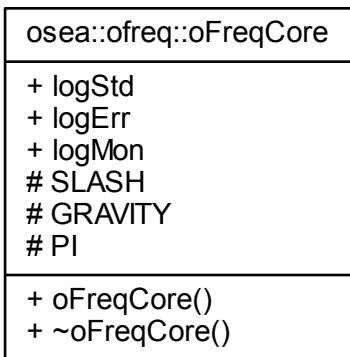 osea::ofreq::oFreqCore
+ logStd
+ logErr
+ logMon
# SLASH
# GRAVITY
# PI
+ oFreqCore()
+ ~oFreqCore()